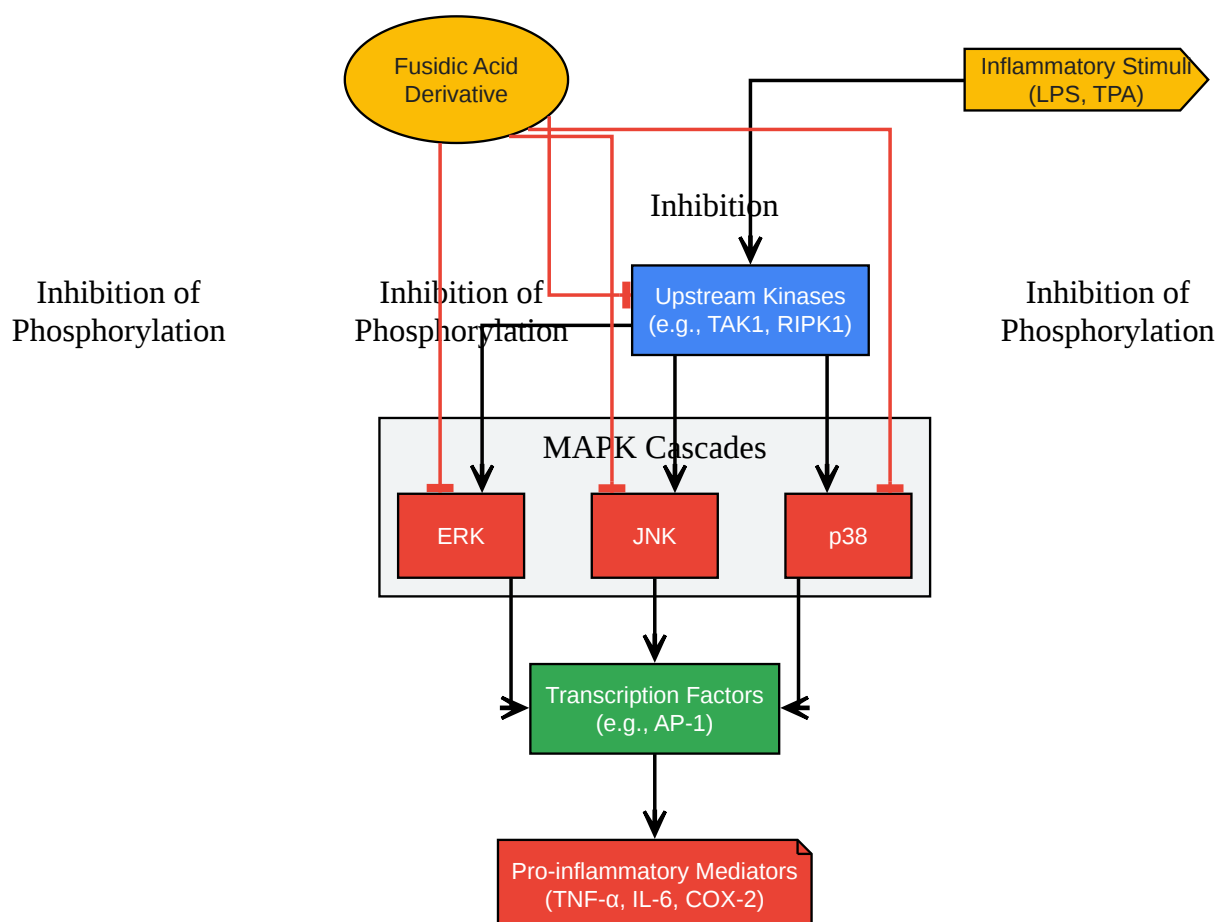 Fusidic Acid
Derivative
Inflammatory Stimuli
(LPS, TPA)
Inhibition
Inhibition of
Phosphorylation
Inhibition of
Phosphorylation
Upstream Kinases
(e.g., TAK1, RIPK1)
Inhibition of
Phosphorylation
MAPK Cascades
ERK
JNK
p38
Transcription Factors
(e.g., AP-1)
Pro-inflammatory Mediators
(TNF-α, IL-6, COX-2)